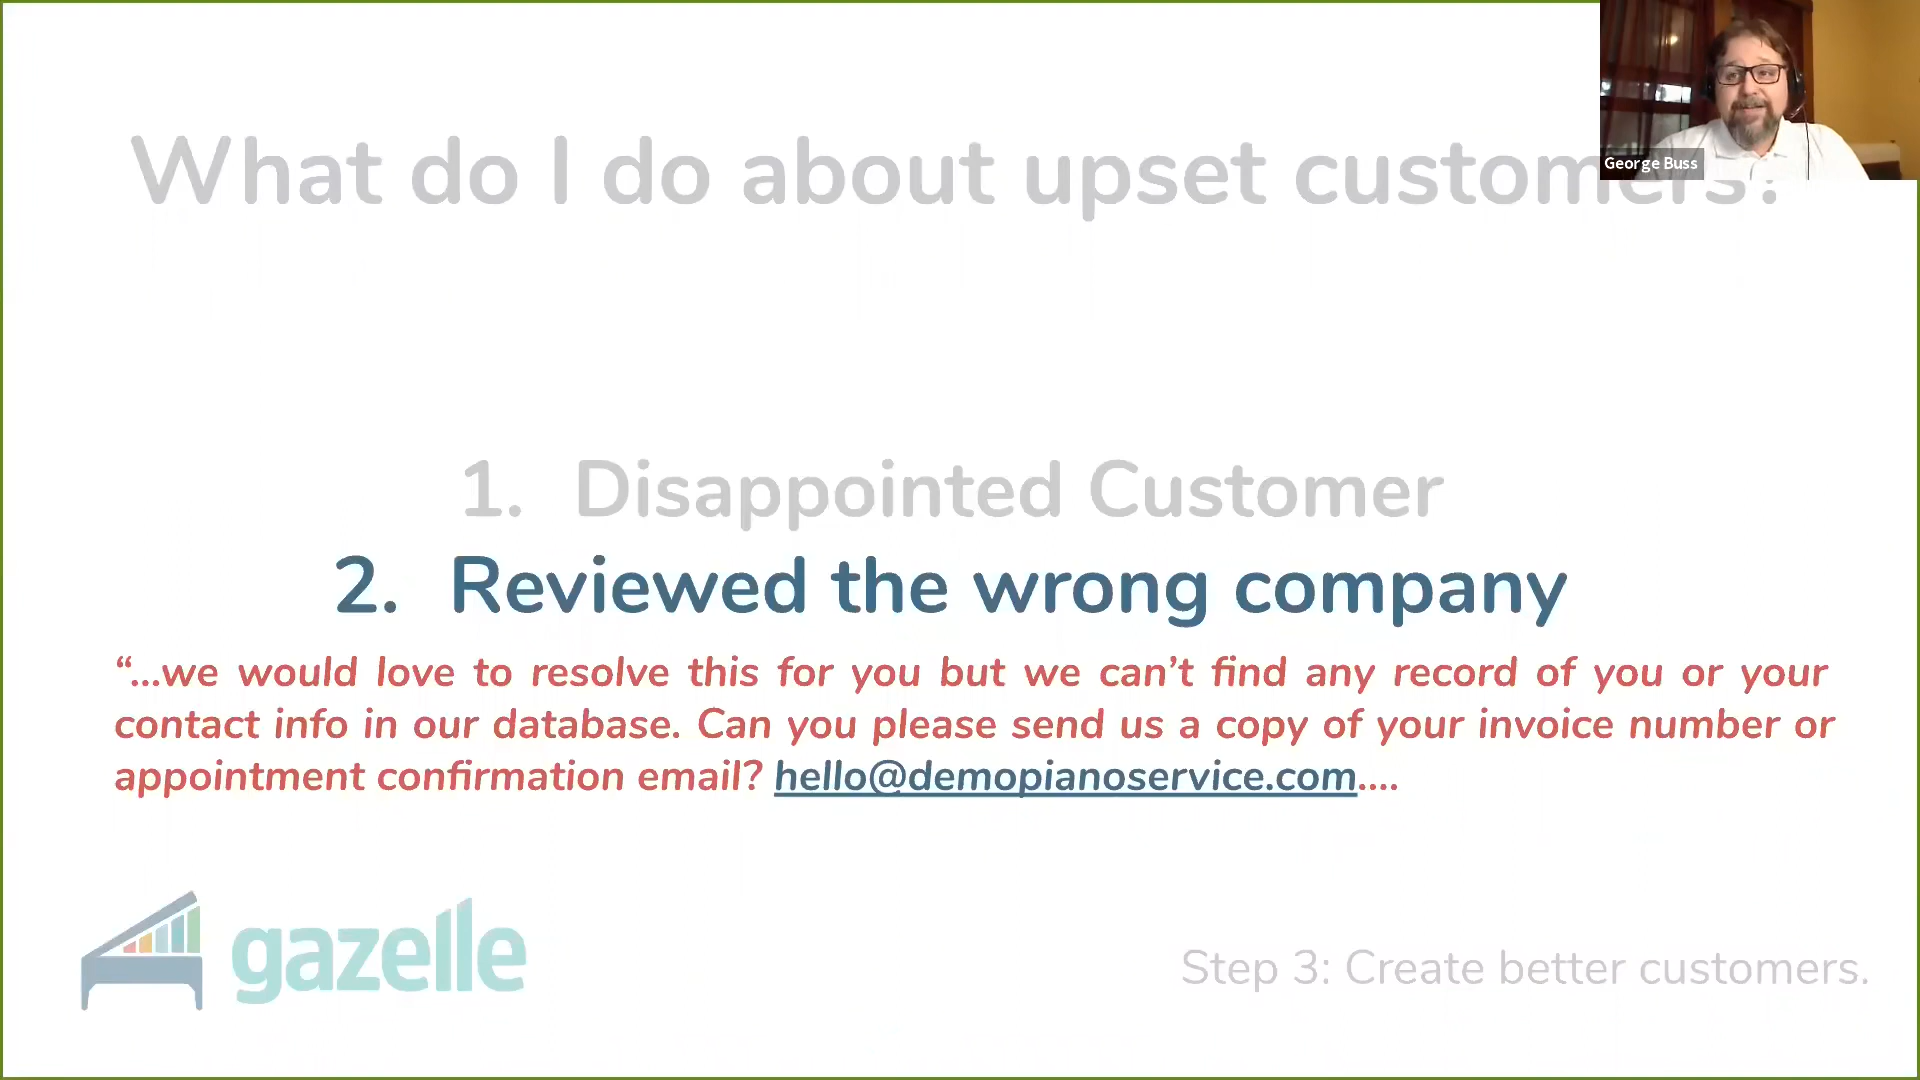 What do I do about upset customers?
George Buss
1. Disappointed Customer
2. Reviewed the wrong company
“...we would love to resolve this for you but we can’t find any record of you or your
contact info in our database. Can you please send us a copy of your invoice number or
appointment confirmation email? hello@demopianoservice.com....
gazelle
Step 3: Create better customers.